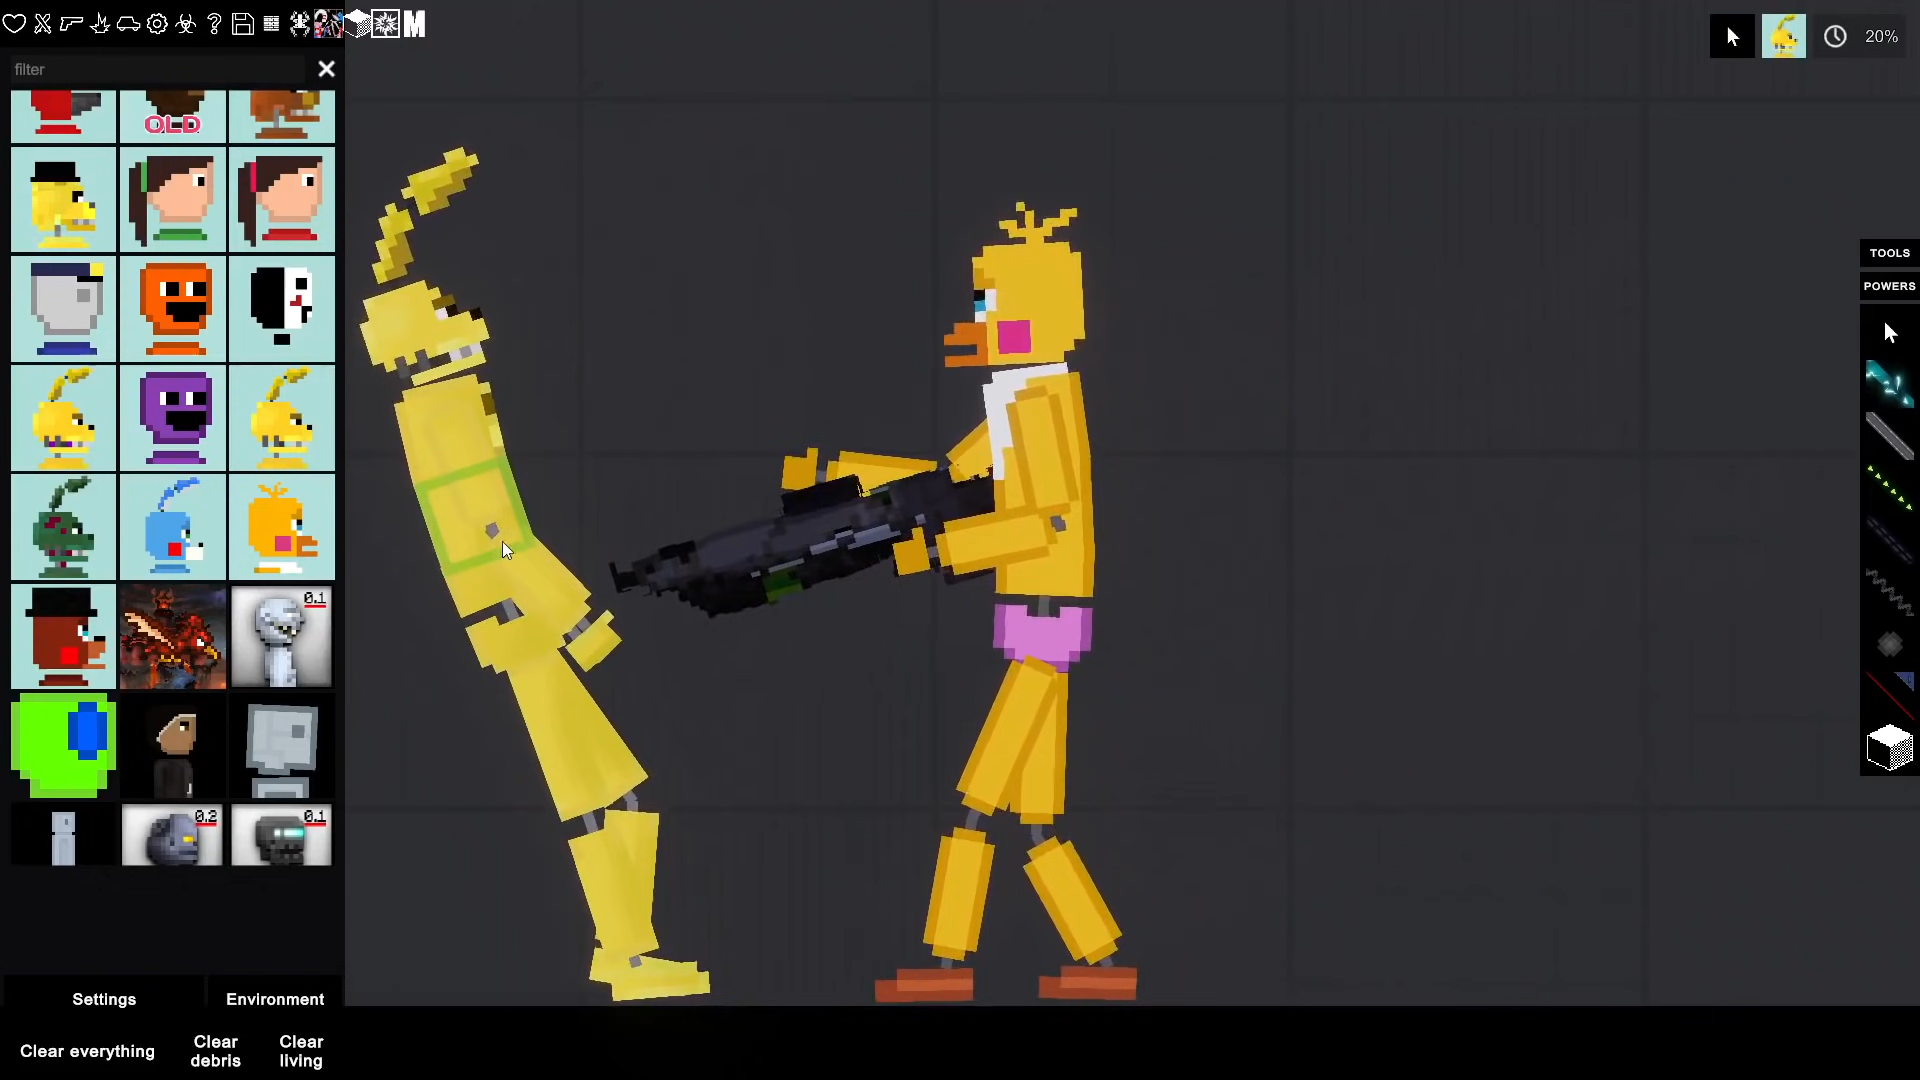 M
20%
filter
OLD
TOOLS
POWERS
0.1
0.2
0.1
Settings
Environment
Clear everything
Clear
debris
Clear
living